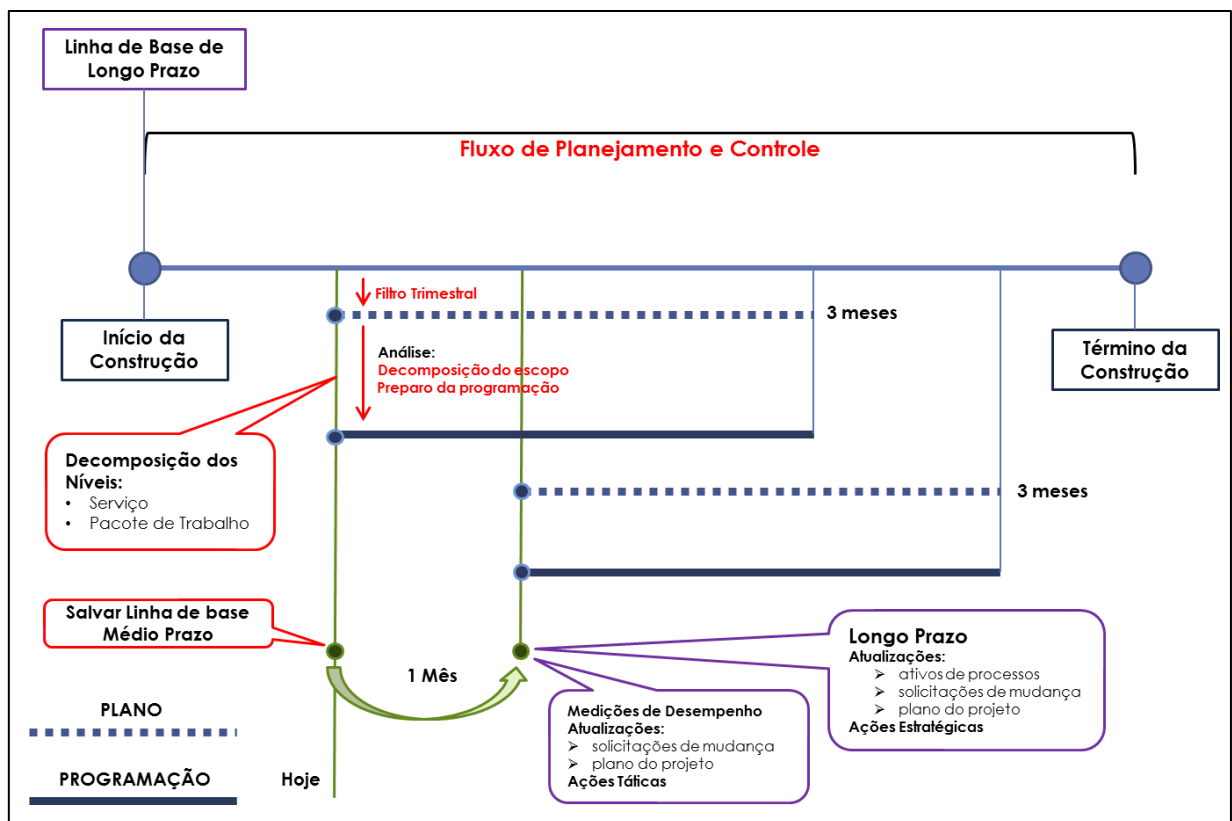 Linha de Base de
Longo Prazo
Fluxo de Planejamento e Controle
Filtro Trimestral
3 meses
Início da
Construção
Término da
Construção
Análise:
Decomposição do escopo
Preparo da programação
Decomposição dos
Níveis:
• Serviço
• Pacote de Trabalho
3 meses
Salvar Linha de base
Médio Prazo
1 Mês
Longo Prazo
Atualizações:
➢ ativos de processos
➢ solicitações de mudança
➢ plano do projeto
Ações Estratégicas
Medições de Desempenho
Atualizações:
➢ solicitações de mudança
➢ plano do projeto
Ações Táticas
PLANO
PROGRAMAÇÃO
Hoje